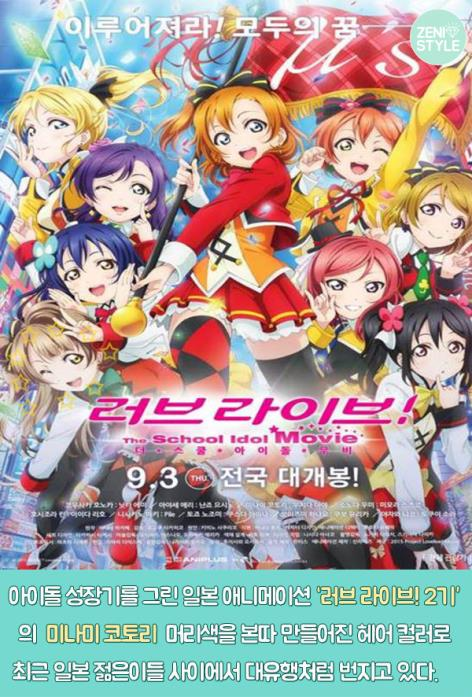 이루어져라! 모두의 꿈
ZENI
STYLE
μ's
러브 라이브!
The School Idol Movie
더·스쿨·아이돌·무비
9.3 THU 전국 대개봉!
ANIPLUS
아이돌 성장기를 그린 일본 애니메이션 '러브 라이브! 2기'
의 미나미 코토리 머리색을 본따 만들어진 헤어 컬러로
최근 일본 젊은이들 사이에서 대유행처럼 번지고 있다.